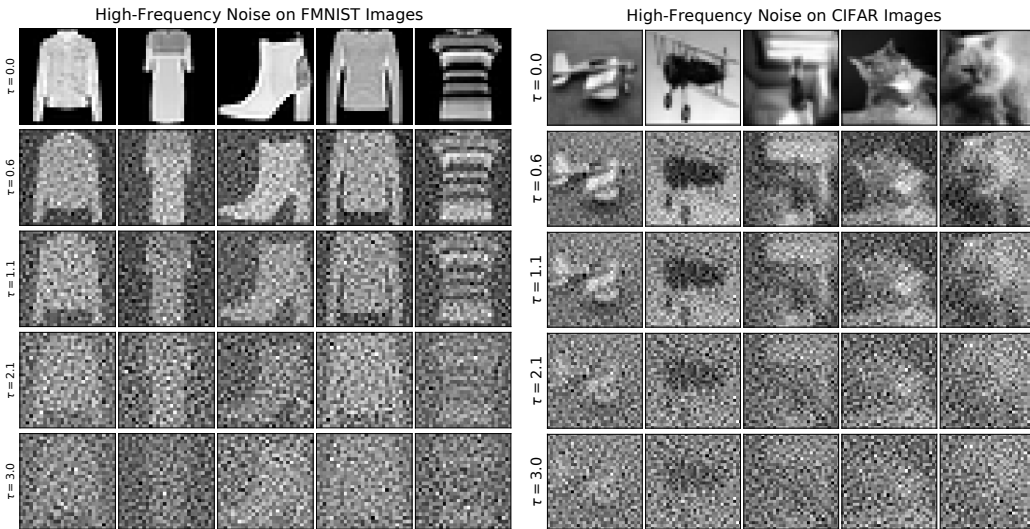 High-Frequency Noise on FMNIST Images
τ = 0.0
τ = 0.6
τ = 1.1
τ = 2.1
τ = 3.0
High-Frequency Noise on CIFAR Images
τ = 0.0
τ = 0.6
τ = 1.1
τ = 2.1
τ = 3.0